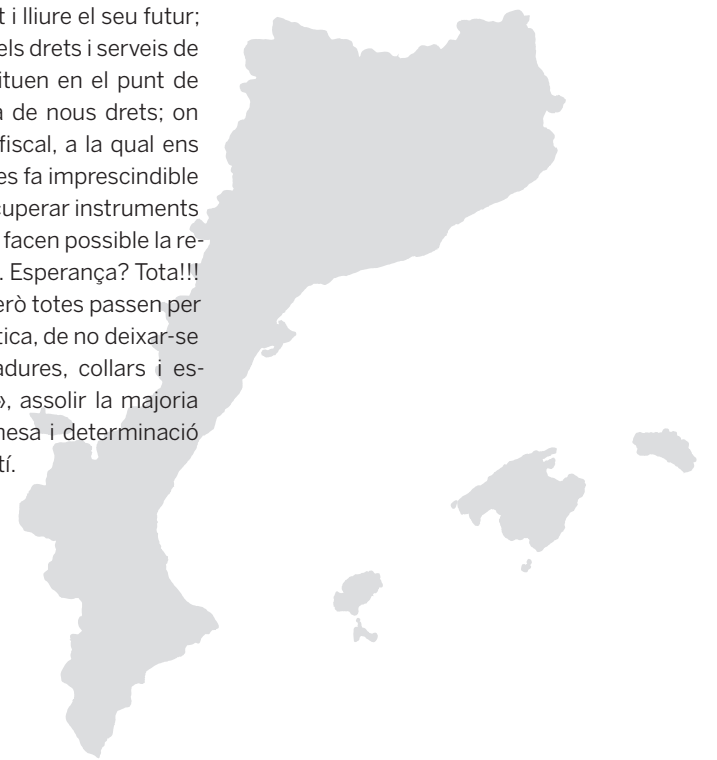 t i lliure el seu futur;
els drets i serveis de
ituen en el punt de
a de nous drets; on
fiscal, a la qual ens
es fa imprescindible
cuperar instruments
facen possible la re-
. Esperança? Tota!!!
erò totes passen per
tica, de no deixar-se
adures, collars i es-
», assolir la majoria
mesa i determinació
tí.